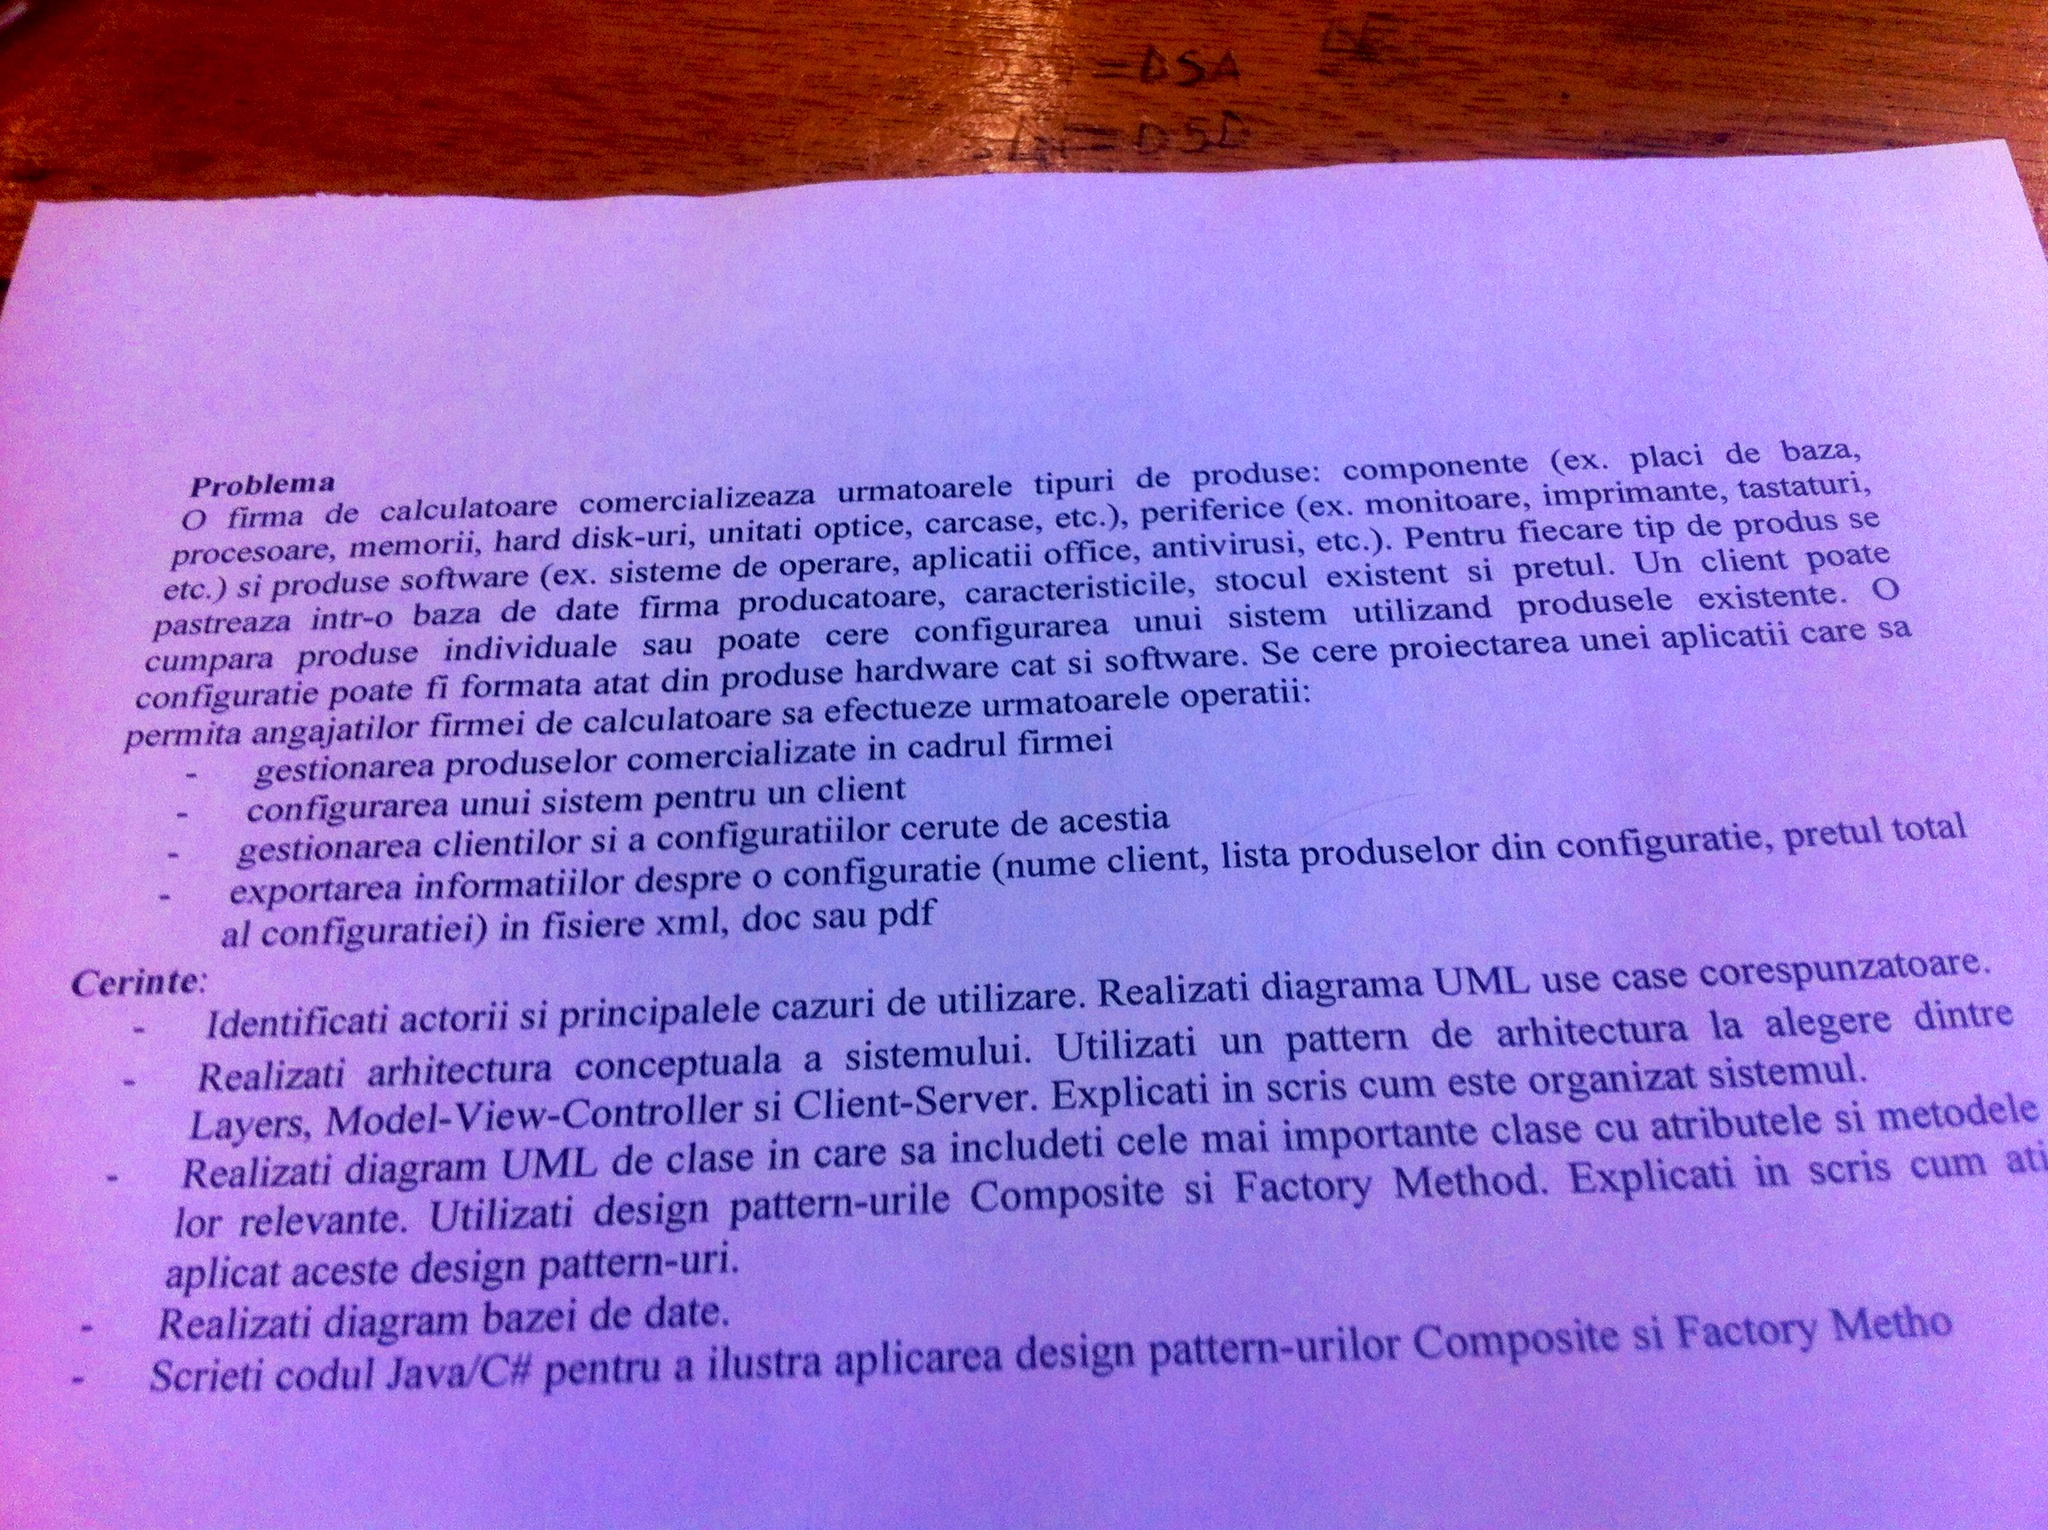 = DSA
= DSD
Problema
O firma de calculatoare comercializeaza urmatoarele tipuri de produse: componente (ex. placi de baza,
procesoare, memorii, hard disk-uri, unitati optice, carcase, etc.), periferice (ex. monitoare, imprimante, tastaturi,
etc.) si produse software (ex. sisteme de operare, aplicatii office, antivirusi, etc.). Pentru fiecare tip de produs se
pastreaza intr-o baza de date firma producatoare, caracteristicile, stocul existent si pretul. Un client poate
cumpara produse individuale sau poate cere configurarea unui sistem utilizand produsele existente. O
configuratie poate fi formata atat din produse hardware cat si software. Se cere proiectarea unei aplicatii care sa
permita angajatilor firmei de calculatoare sa efectueze urmatoarele operatii:
- gestionarea produselor comercializate in cadrul firmei
- configurarea unui sistem pentru un client
- gestionarea clientilor si a configuratiilor cerute de acestia
- exportarea informatiilor despre o configuratie (nume client, lista produselor din configuratie, pretul total
al configuratiei) in fisiere xml, doc sau pdf
Cerinte:
- Identificati actorii si principalele cazuri de utilizare. Realizati diagrama UML use case corespunzatoare.
- Realizati arhitectura conceptuala a sistemului. Utilizati un pattern de arhitectura la alegere dintre
Layers, Model-View-Controller si Client-Server. Explicati in scris cum este organizat sistemul.
- Realizati diagram UML de clase in care sa includeti cele mai importante clase cu atributele si metodele
lor relevante. Utilizati design pattern-urile Composite si Factory Method. Explicati in scris cum ati
aplicat aceste design pattern-uri.
- Realizati diagram bazei de date.
- Scrieti codul Java/C# pentru a ilustra aplicarea design pattern-urilor Composite si Factory Metho